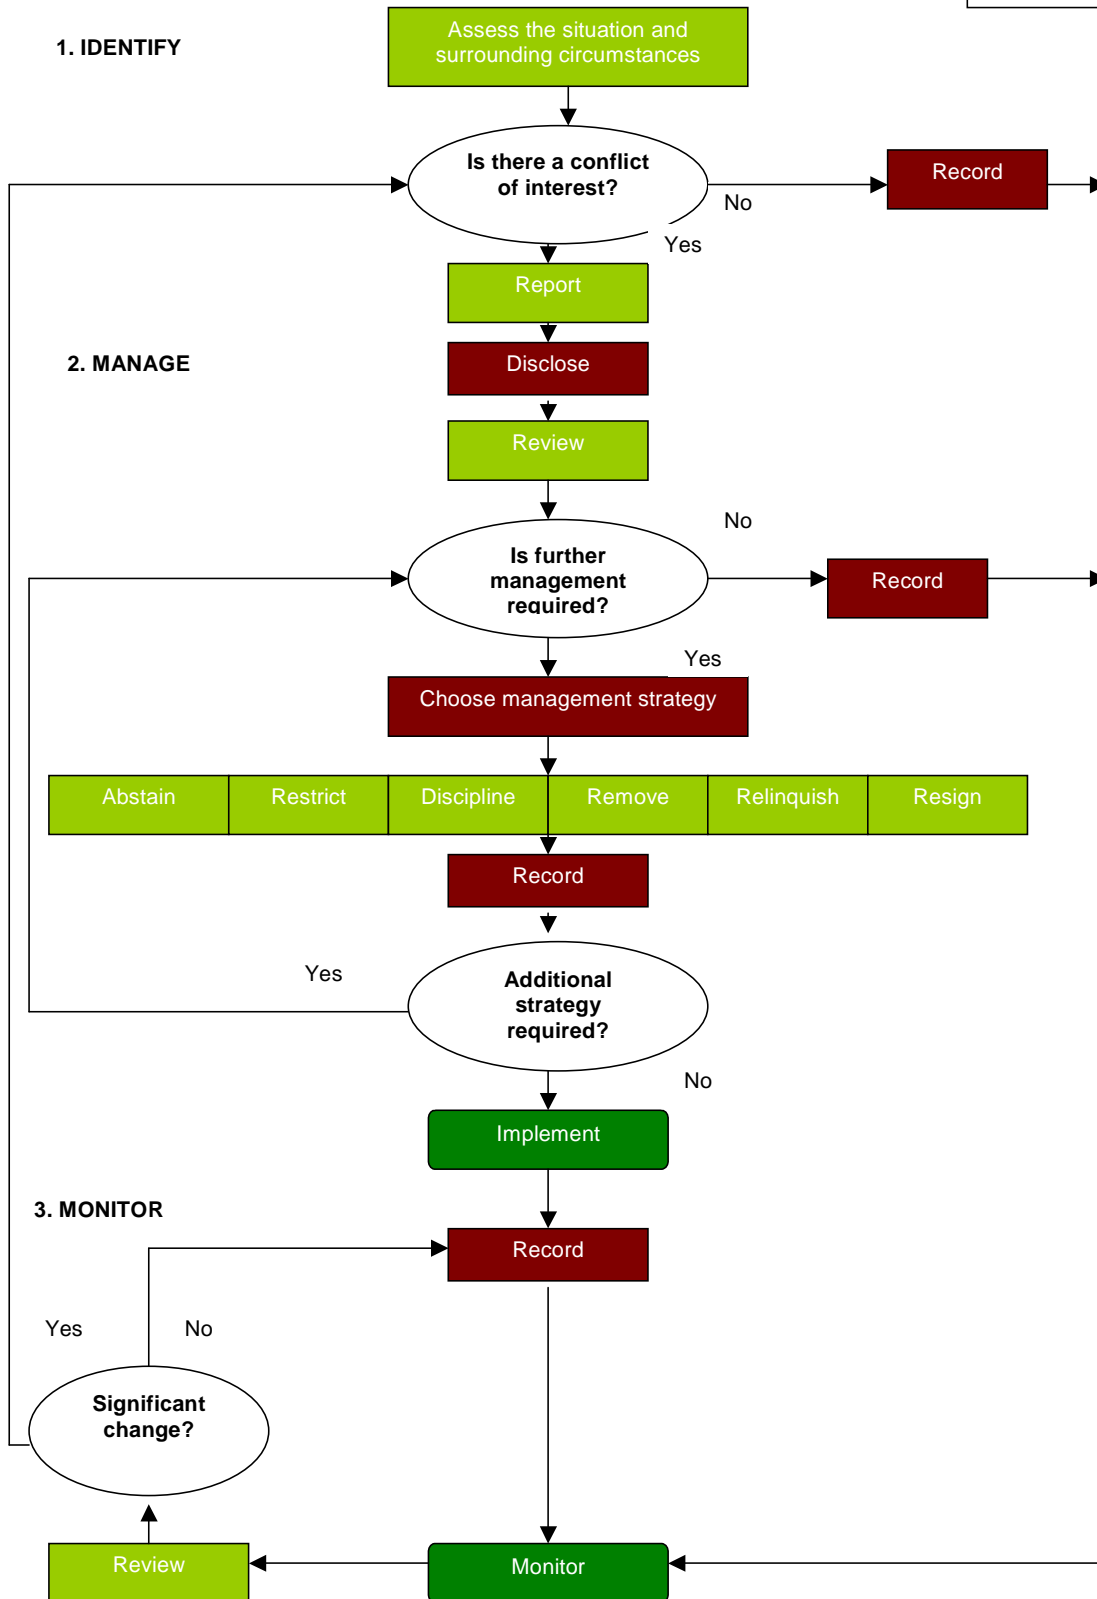 1. IDENTIFY
Assess the situation and
surrounding circumstances
Is there a conflict
of interest?
No
Record
Yes
Report
2. MANAGE
Disclose
Review
No
Is further
management
required?
Record
Yes
Choose management strategy
Abstain
Restrict
Discipline
Remove
Relinquish
Resign
Record
Yes
Additional
strategy
required?
No
Implement
3. MONITOR
Record
Yes
No
Significant
change?
Review
Monitor